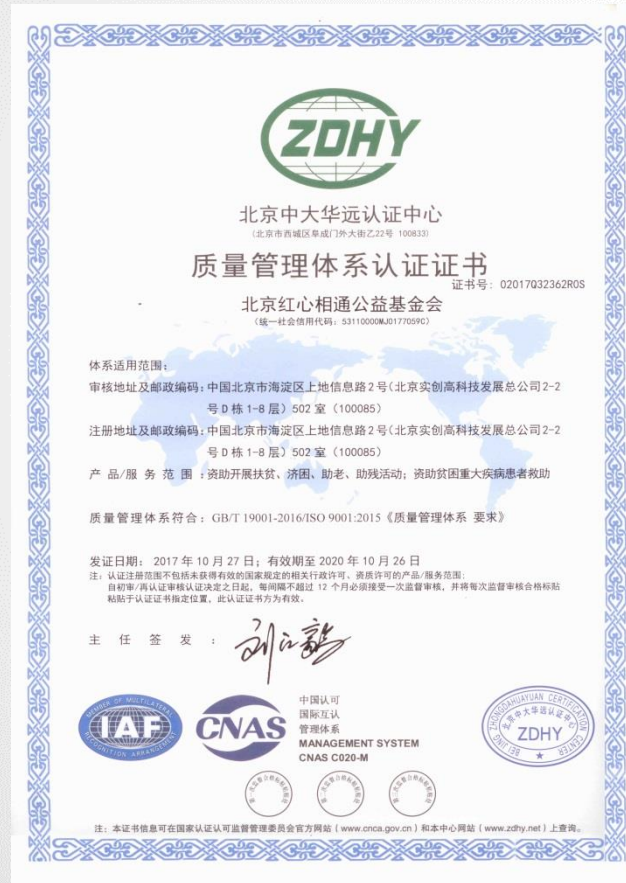 ZDHY
北京中大华远认证中心
(北京市西城区阜成门外大街乙22号 100833)
质量管理体系认证证书
证书号: 02017Q32362R0S
北京红心相通公益基金会
(统一社会信用代码: 53110000MJ0177059C)
体系适用范围:
审核地址及邮政编码:中国北京市海淀区上地信息路2号(北京实创高科技发展总公司2-2
号D栋1-8层)502室(100085)
注册地址及邮政编码:中国北京市海淀区上地信息路2号(北京实创高科技发展总公司2-2
号D栋1-8层)502室(100085)
产品/服务范围:资助开展扶贫、济困、助老、助残活动;资助贫困重大疾病患者救助
质量管理体系符合:GB/T 19001-2016/ISO 9001:2015《质量管理体系 要求》
发证日期: 2017年10月27日;有效期至2020年10月26日
注:认证注册范围不包括未获得有效的国家规定的相关行政许可、资质许可的产品/服务范围;
自初审/再认证审核认证决定之日起,每间隔不超过 12 个月必须接受一次监督审核,并将每次监督审核合格标贴
粘贴于认证证书指定位置,此认证证书方为有效。
主任签发:
MEMBER OF MULTILATERAL
IAF
RECOGNITION ARRANGEMENT
CNAS
中国认可
国际互认
管理体系
MANAGEMENT SYSTEM
CNAS C020-M
ZHONGDAHUAYUAN CERTIFICATION
北京中大华远认证中心
ZDHY
BEI JING
CENTER
注:本证书信息可在国家认证认可监督管理委员会官方网站(www.cnca.gov.cn)和本中心网站(www.zdhy.net)上查询。